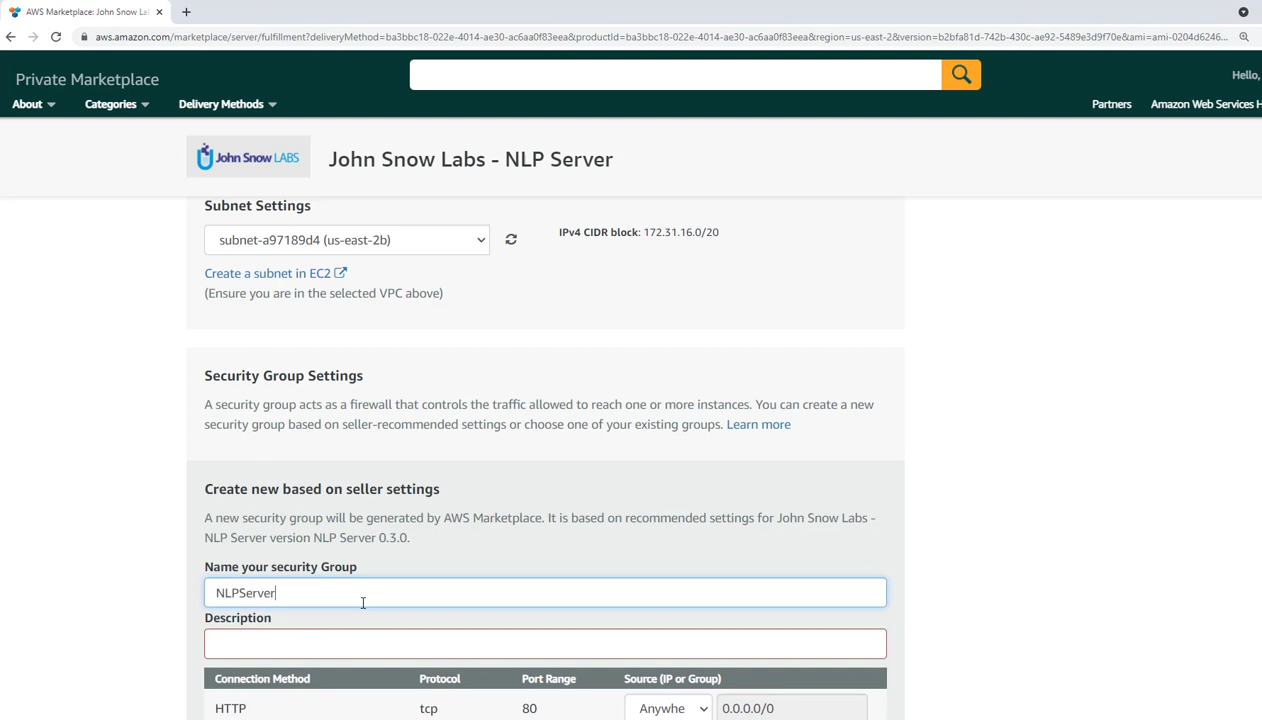 AWS Marketplace: John Snow La
aws.amazon.com/marketplace/server/fulfillment?deliveryMethod=ba3bbc18-022e-4014-ae30-ac6aa0f83eea&productId=ba3bbc18-022e-4014-ae30-ac6aa0f83eea&region=us-east-2&version=b2bfa81d-742b-430c-ae92-5489e3d9f70e&ami=ami-0204d6246...
Private Marketplace
Hello,
About
Categories
Delivery Methods
Partners
Amazon Web Services H
John Snow LABS
John Snow Labs - NLP Server
Subnet Settings
subnet-a97189d4 (us-east-2b)
IPv4 CIDR block: 172.31.16.0/20
Create a subnet in EC2
(Ensure you are in the selected VPC above)
Security Group Settings
A security group acts as a firewall that controls the traffic allowed to reach one or more instances. You can create a new
security group based on seller-recommended settings or choose one of your existing groups. Learn more
Create new based on seller settings
A new security group will be generated by AWS Marketplace. It is based on recommended settings for John Snow Labs -
NLP Server version NLP Server 0.3.0.
Name your security Group
NLPServer
Description
Connection Method Protocol Port Range Source (IP or Group)
HTTP tcp 80 Anywhe 0.0.0.0/0